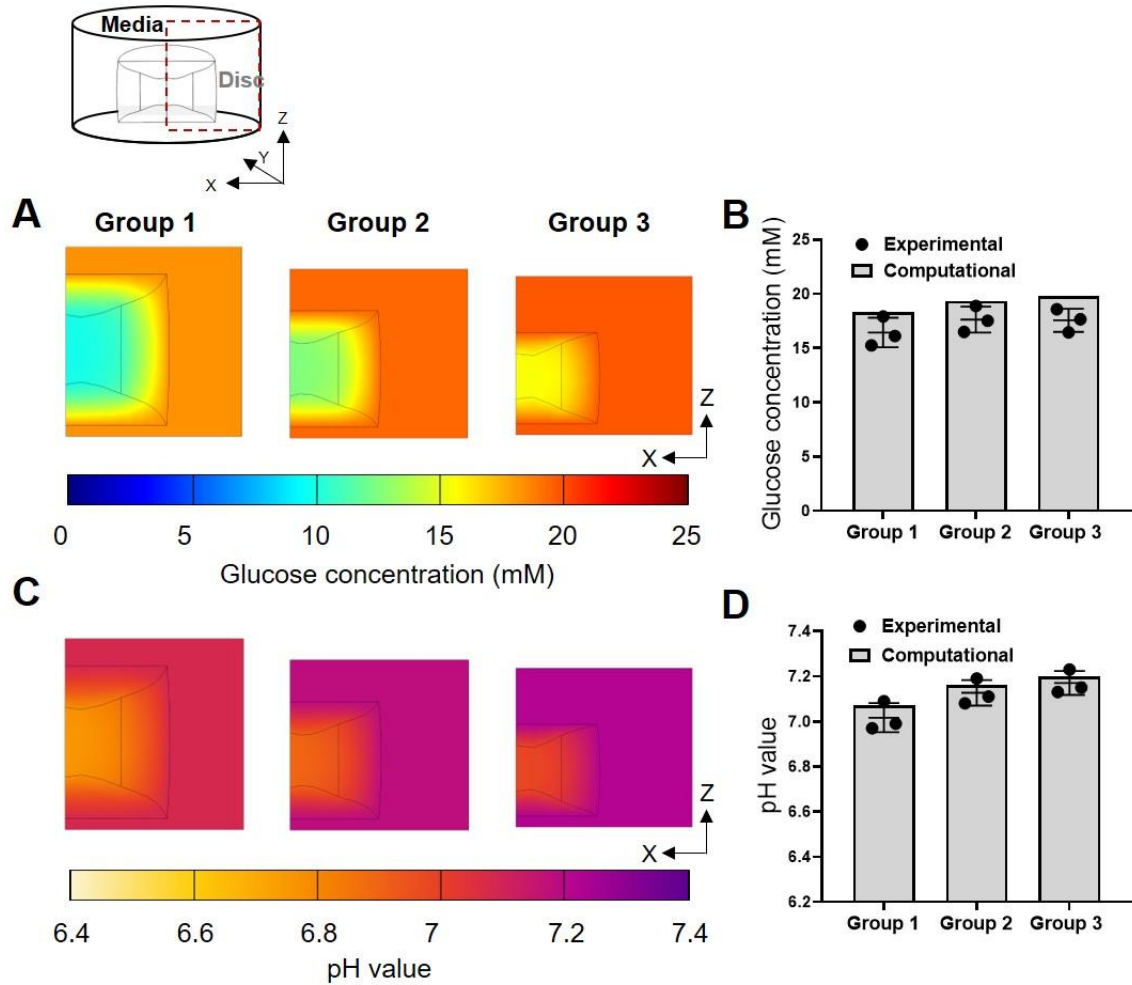 Media
Disc
Z
Y
X
A
Group 1 Group 2 Group 3
Z
X
0 5 10 15 20 25
Glucose concentration (mM)
B
Glucose concentration (mM)
25
20
15
10
5
0
Experimental
Computational
Group 1 Group 2 Group 3
C
Z
X
6.4 6.6 6.8 7 7.2 7.4
pH value
D
pH value
7.4
7.2
7.0
6.8
6.6
6.4
6.2
Experimental
Computational
Group 1 Group 2 Group 3